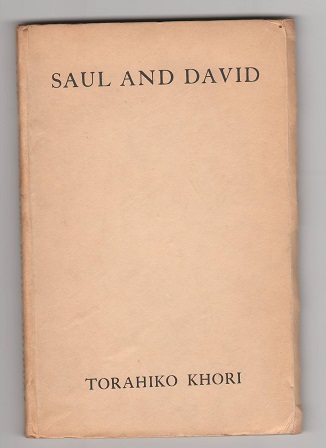 SAUL AND DAVID
TORAHIKO KHORI